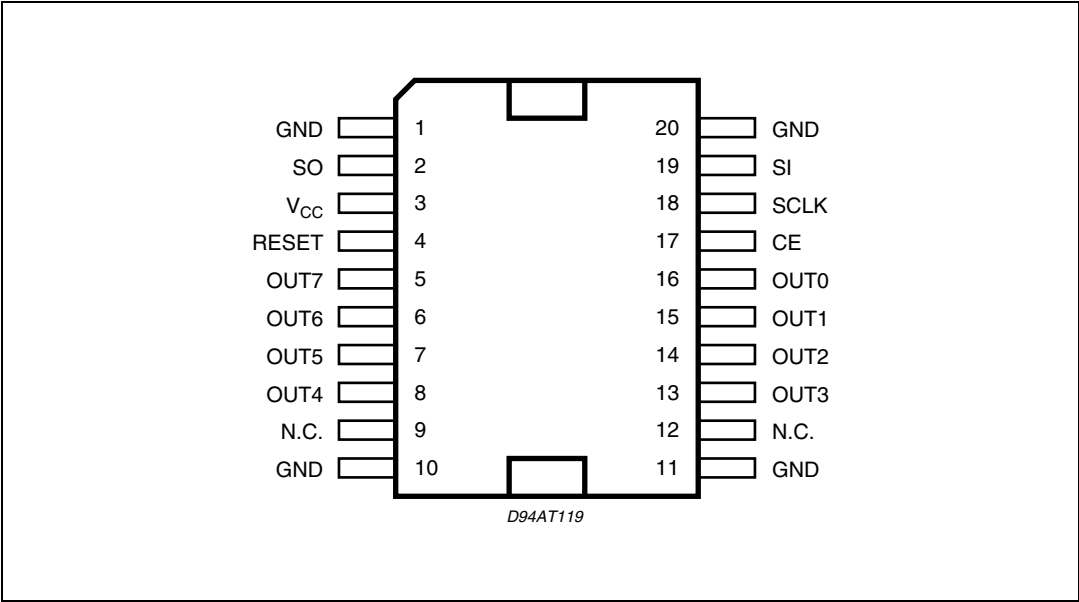 GND 1 20 GND
SO 2 19 SI
VCC 3 18 SCLK
RESET 4 17 CE
OUT7 5 16 OUT0
OUT6 6 15 OUT1
OUT5 7 14 OUT2
OUT4 8 13 OUT3
N.C. 9 12 N.C.
GND 10 11 GND
D94AT119